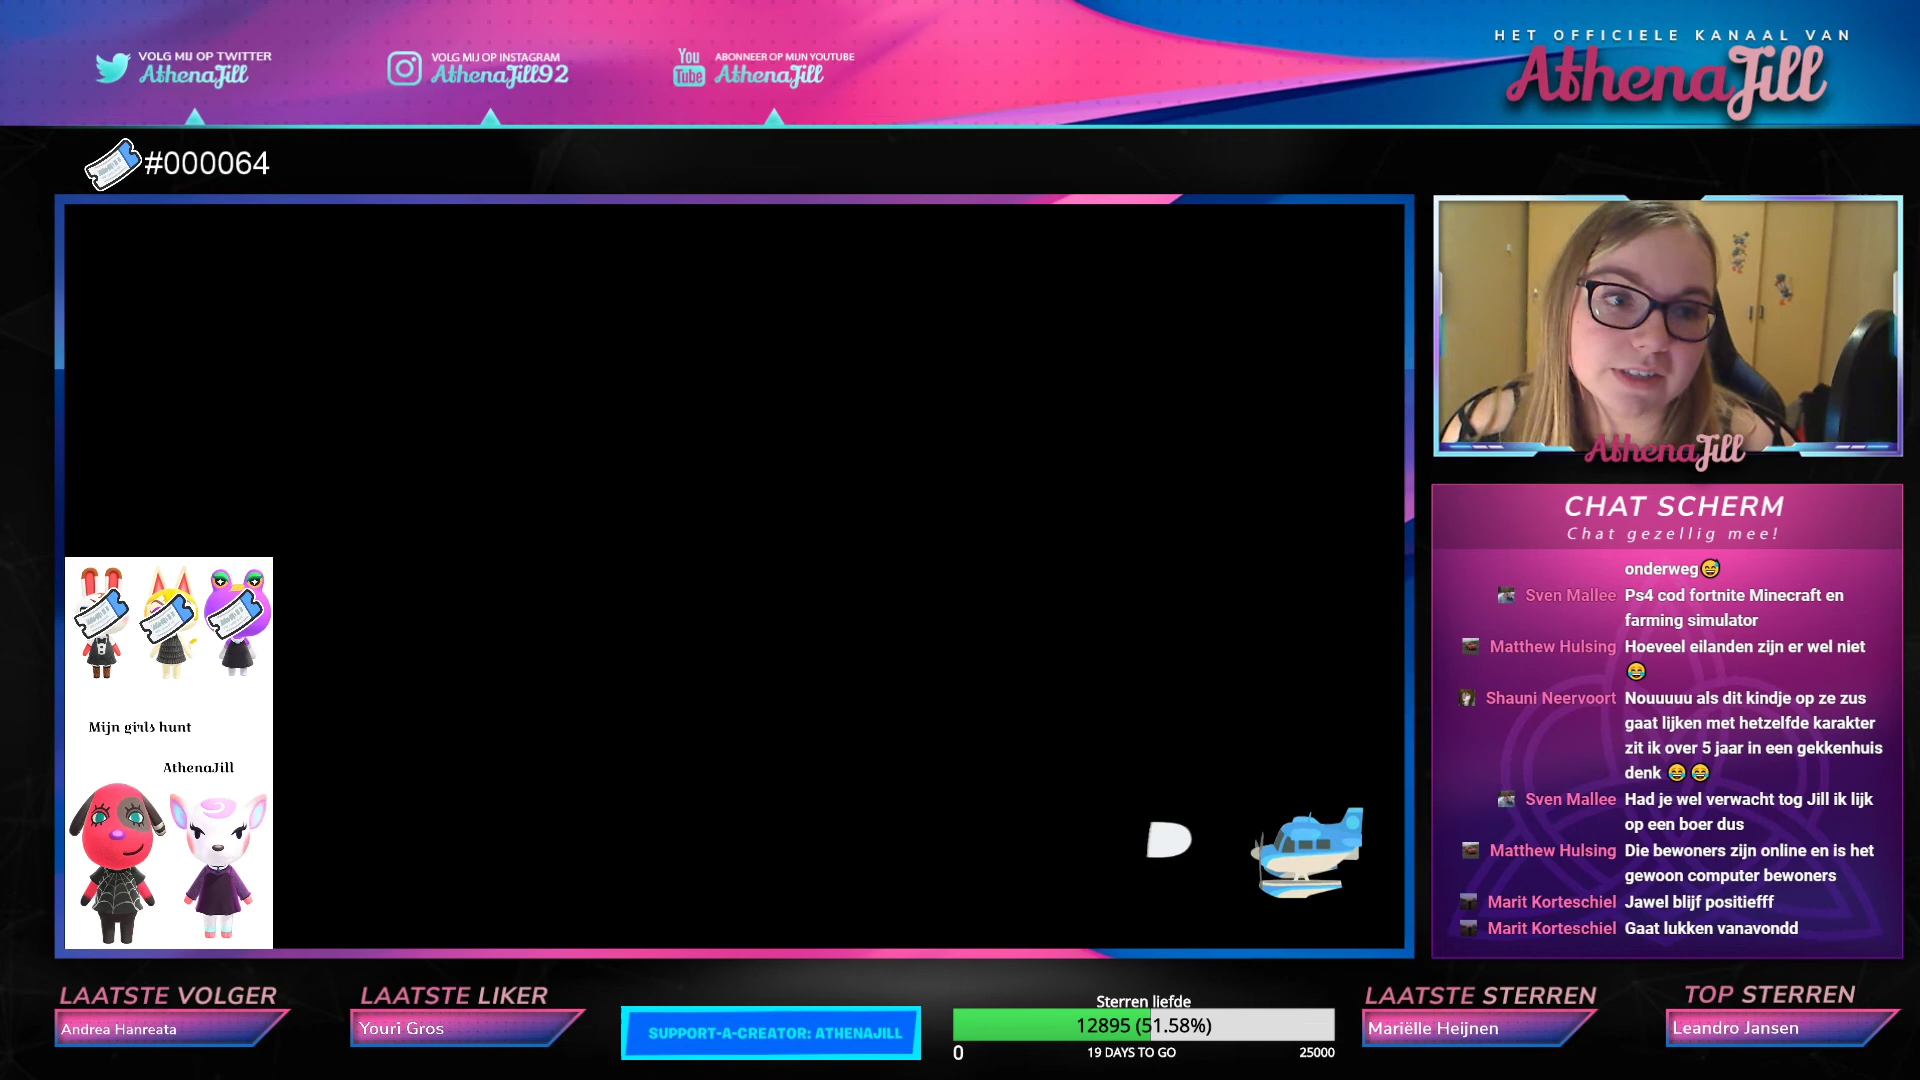 HET OFFICIELE KANAAL VAN
AthenaJill
VOLG MIJ OP TWITTER
AthenaJill
VOLG MIJ OP INSTAGRAM
AthenaJill92
You
Tube
ABONNEER OP MIJN YOUTUBE
AthenaJill
#000064
Mijn girls hunt
AthenaJill
AthenaJill
CHAT SCHERM
Chat gezellig mee!
onderweg😅
Sven Mallee Ps4 cod fortnite Minecraft en
farming simulator
Matthew Hulsing Hoeveel eilanden zijn er wel niet
😂
Shauni Neervoort Nouuuuu als dit kindje op ze zus
gaat lijken met hetzelfde karakter
zit ik over 5 jaar in een gekkenhuis
denk 😂 😂
Sven Mallee Had je wel verwacht tog Jill ik lijk
op een boer dus
Matthew Hulsing Die bewoners zijn online en is het
gewoon computer bewoners
Marit Korteschiel Jawel blijf positiefff
Marit Korteschiel Gaat lukken vanavondd
LAATSTE VOLGER
Andrea Hanreata
LAATSTE LIKER
Youri Gros
SUPPORT-A-CREATOR: ATHENAJILL
Sterren liefde
12895 (51.58%)
0
19 DAYS TO GO
25000
LAATSTE STERREN
Mariëlle Heijnen
TOP STERREN
Leandro Jansen